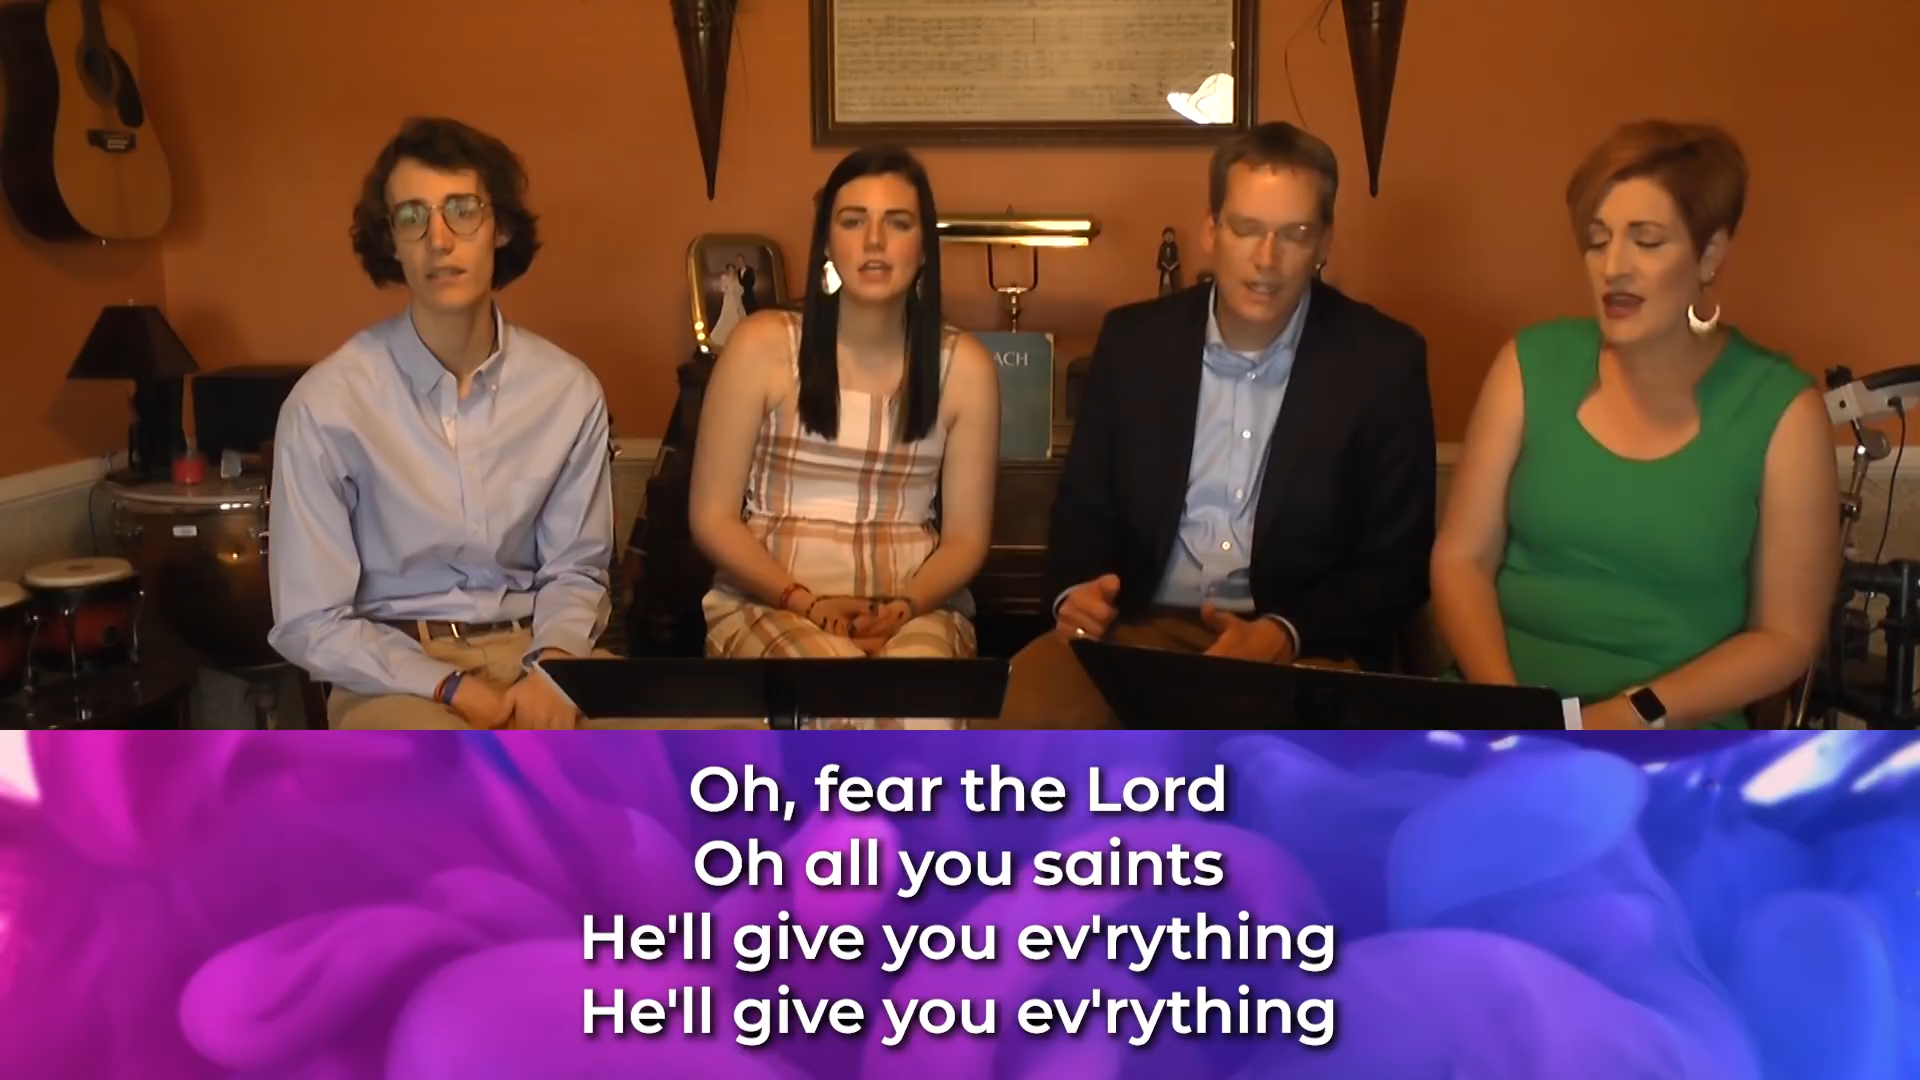 ACH
Oh, fear the Lord
Oh all you saints
He'll give you ev'rything
He'll give you ev'rything